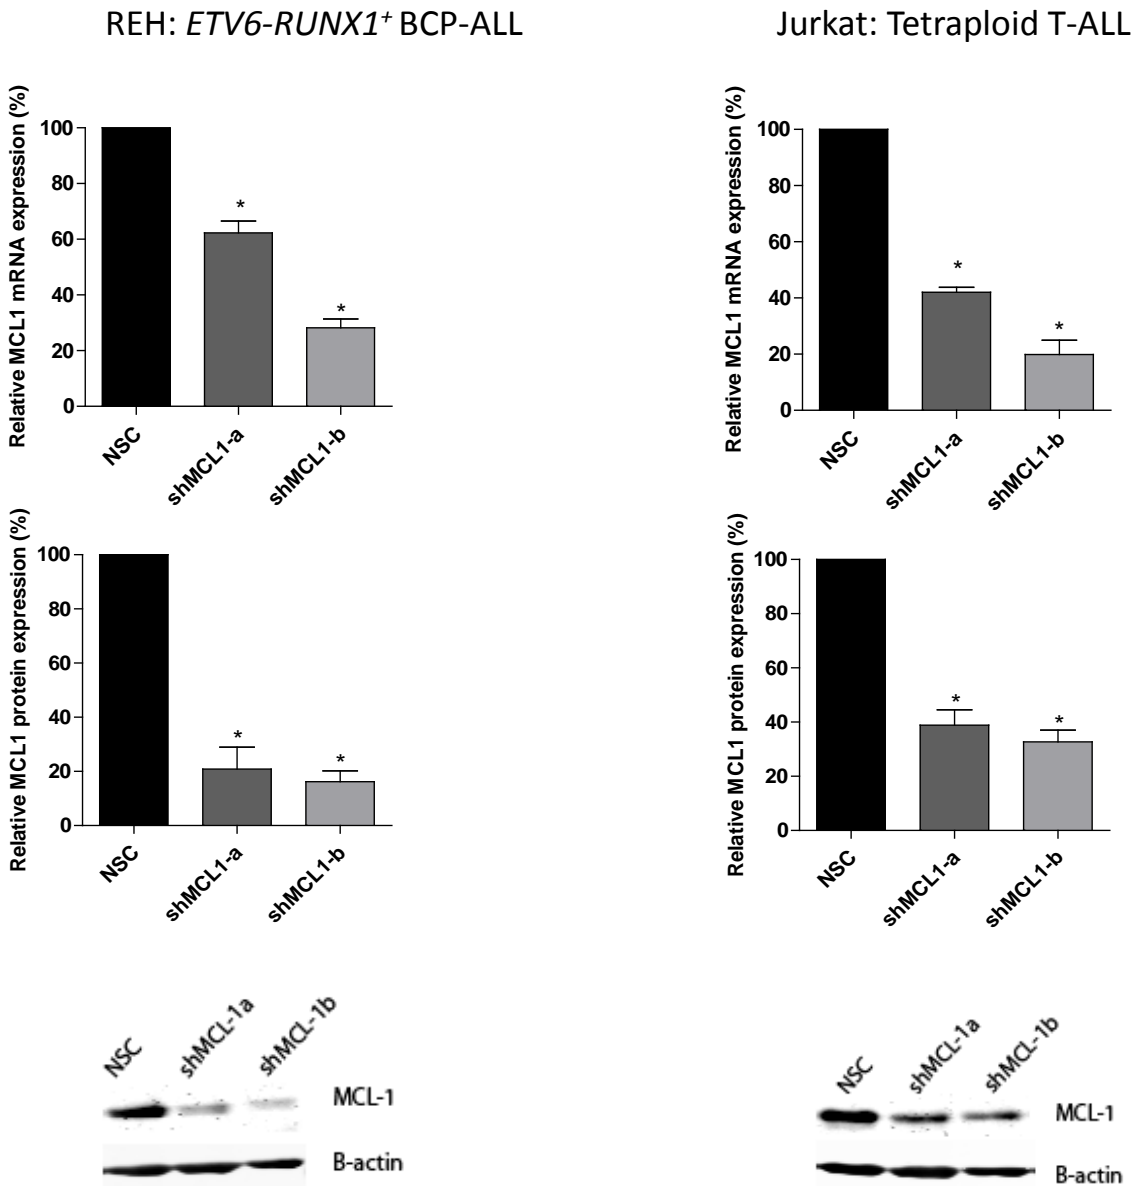 REH: ETV6-RUNX1+ BCP-ALL
Jurkat: Tetraploid T-ALL
Relative MCL1 mRNA expression (%)
100
80
60
40
20
0
*
*
NSC
shMCL1-a
shMCL1-b
Relative MCL1 mRNA expression (%)
100
80
60
40
20
0
*
*
NSC
shMCL1-a
shMCL1-b
Relative MCL1 protein expression (%)
100
80
60
40
20
0
*
*
NSC
shMCL1-a
shMCL1-b
Relative MCL1 protein expression (%)
100
80
60
40
20
0
*
*
NSC
shMCL1-a
shMCL1-b
NSC
shMCL-1a
shMCL-1b
MCL-1
B-actin
NSC
shMCL-1a
shMCL-1b
MCL-1
B-actin